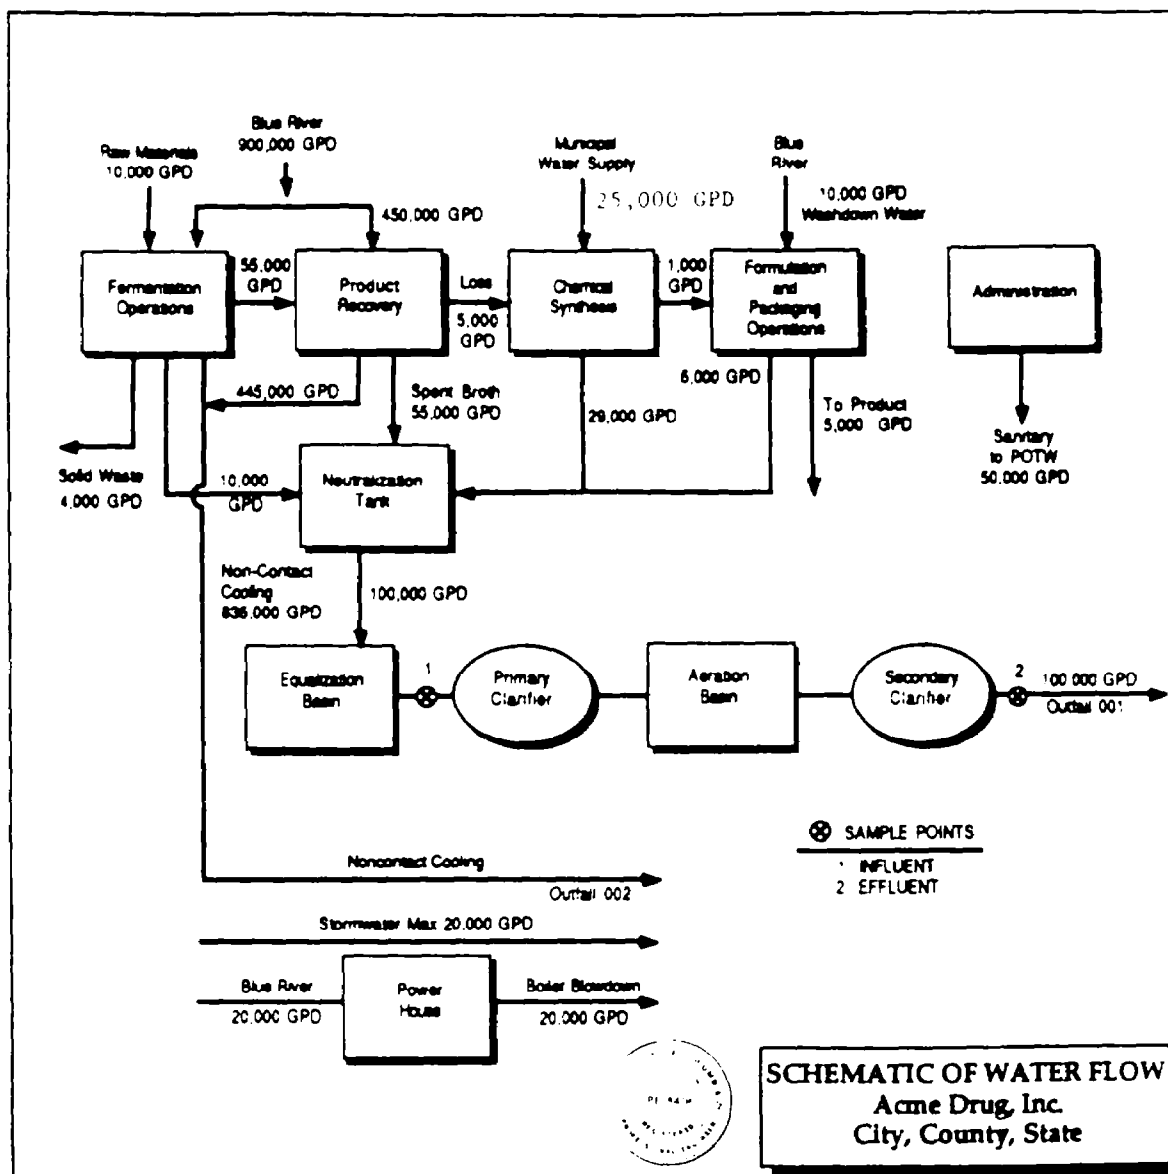 Blue River
900,000 GPD
Raw Materials
10,000 GPD
Municipal
Water Supply
25,000 GPD
Blue
River
10,000 GPD
Washdown Water
450,000 GPD
Fermentation
Operations
55,000
GPD
Product
Recovery
Loss
5,000
GPD
Chemical
Synthesis
1,000
GPD
Formulation
and
Packaging
Operations
Administration
445,000 GPD
Spent Broth
55,000 GPD
29,000 GPD
6,000 GPD
To Product
5,000 GPD
Sanitary
to POTW
50,000 GPD
Solid Waste
4,000 GPD
10,000
GPD
Neutralization
Tank
Non-Contact
Cooling
836,000 GPD
100,000 GPD
Equalization
Basin
1
Primary
Clarifier
Aeration
Basin
Secondary
Clarifier
2
100,000 GPD
Outfall 001
SAMPLE POINTS
1 INFLUENT
2 EFFLUENT
Noncontact Cooling
Outfall 002
Stormwater Max 20,000 GPD
Blue River
20,000 GPD
Power
House
Boiler Blowdown
20,000 GPD
SCHEMATIC OF WATER FLOW
Acme Drug, Inc.
City, County, State